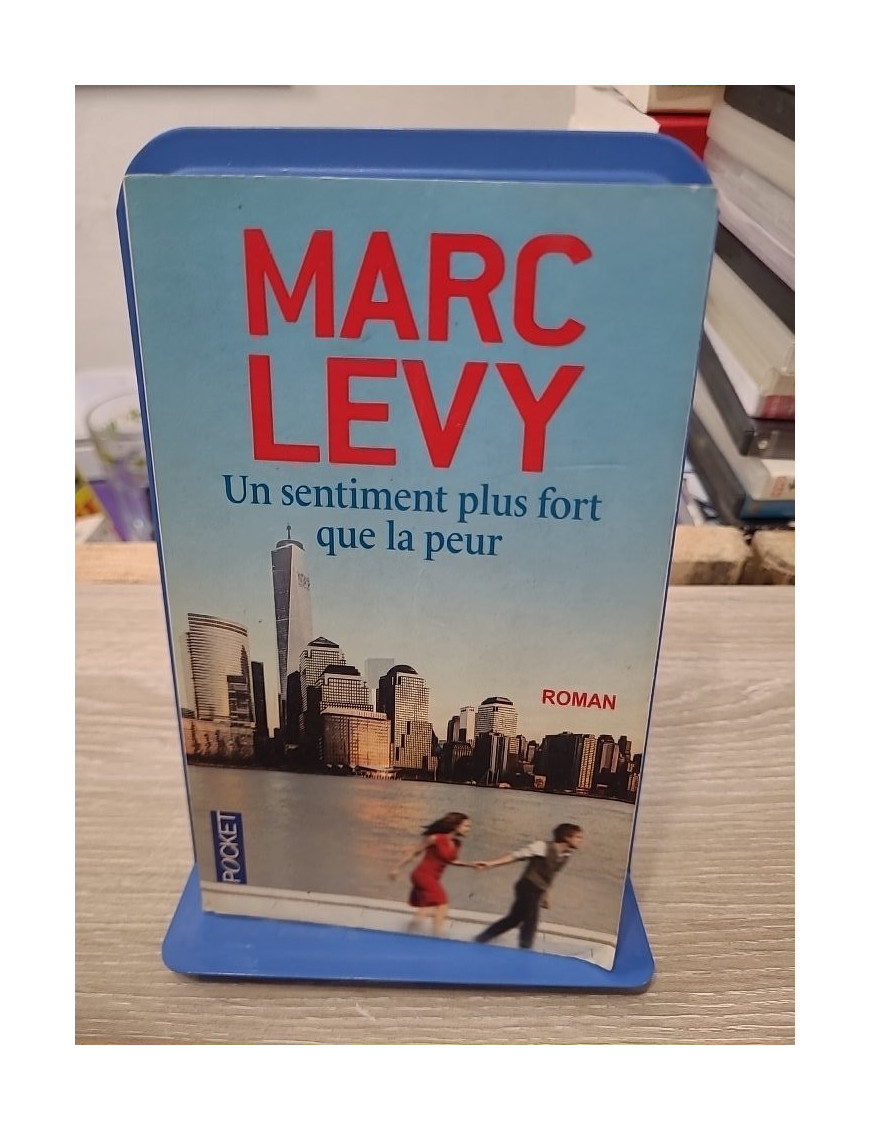 MARC
LEVY
Un sentiment plus fort
que la peur
ROMAN
POCKET